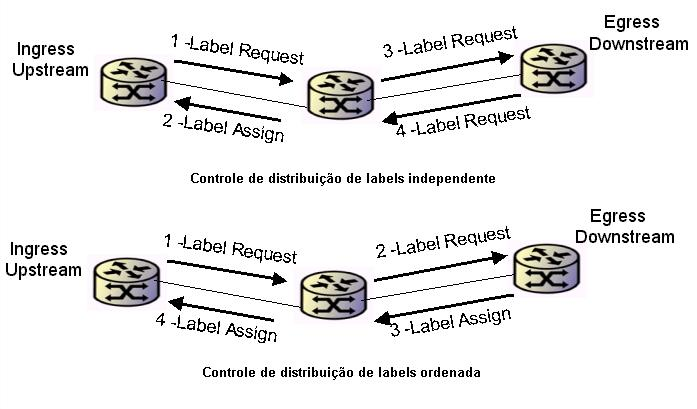 Ingress
Upstream
1 -Label Request
3 -Label Request
Egress
Downstream
2 -Label Assign
4 -Label Request
Controle de distribuição de labels independente
Ingress
Upstream
1 -Label Request
2 -Label Request
Egress
Downstream
4 -Label Assign
3 -Label Assign
Controle de distribuição de labels ordenada